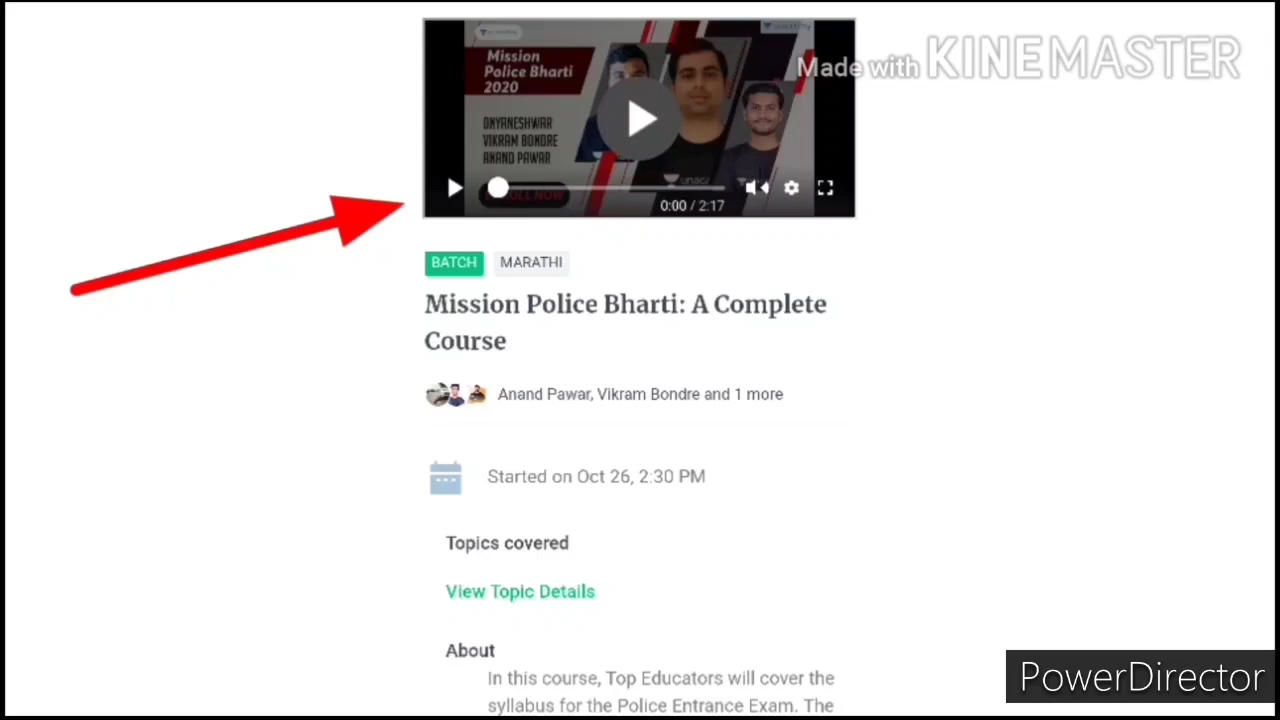 Made with KINEMASTER
Mission
Police Bharti
2020
DNYANESHWAR
VIKRAM BONDRE
ANAND PAWAR
ENROLL NOW
0:00 / 2:17
BATCH
MARATHI
Mission Police Bharti: A Complete
Course
Anand Pawar, Vikram Bondre and 1 more
Started on Oct 26, 2:30 PM
Topics covered
View Topic Details
About
In this course, Top Educators will cover the
syllabus for the Police Entrance Exam. The
PowerDirector